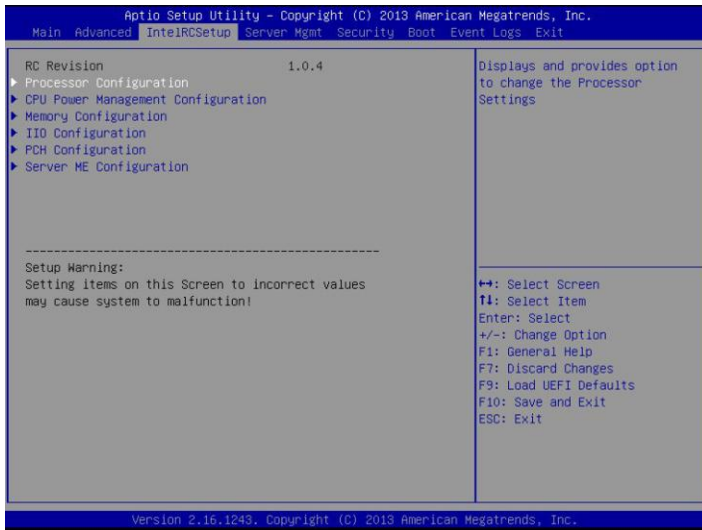 Aptio Setup Utility – Copyright (C) 2013 American Megatrends, Inc.
Main Advanced IntelRCSetup Server Mgmt Security Boot Event Logs Exit
RC Revision 1.0.4
Processor Configuration
CPU Power Management Configuration
Memory Configuration
IIO Configuration
PCH Configuration
Server ME Configuration
Setup Warning:
Setting items on this Screen to incorrect values
may cause system to malfunction!
Displays and provides option
to change the Processor
Settings
↔: Select Screen
↑↓: Select Item
Enter: Select
+/-: Change Option
F1: General Help
F7: Discard Changes
F9: Load UEFI Defaults
F10: Save and Exit
ESC: Exit
Version 2.16.1243. Copyright (C) 2013 American Megatrends, Inc.